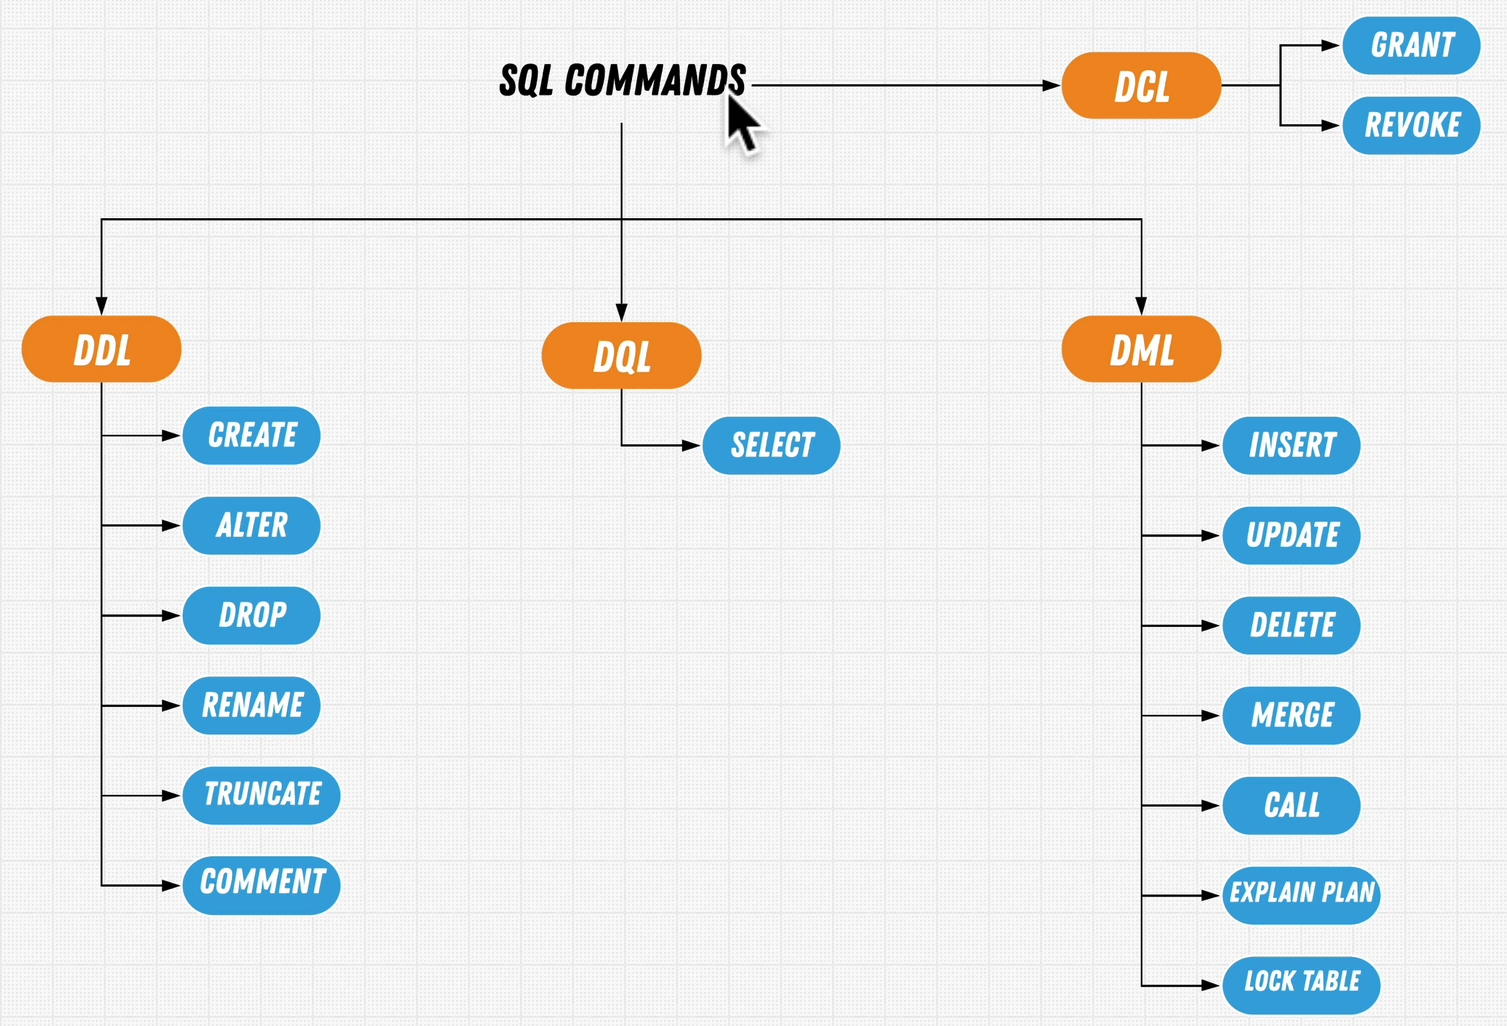 SQL COMMANDS
DCL
GRANT
REVOKE
DDL
CREATE
ALTER
DROP
RENAME
TRUNCATE
COMMENT
DQL
SELECT
DML
INSERT
UPDATE
DELETE
MERGE
CALL
EXPLAIN PLAN
LOCK TABLE